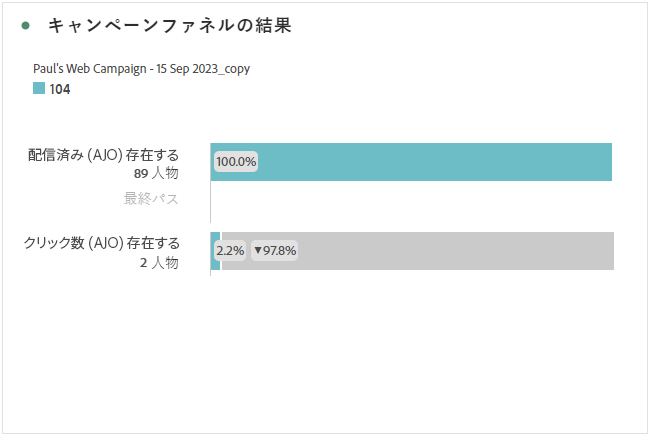 キャンペーンファネルの結果
Paul's Web Campaign - 15 Sep 2023_copy
104
配信済み (AJO) 存在する
100.0%
89 人物
最終パス
クリック数 (AJO) 存在する
2.2% ▼97.8%
2 人物